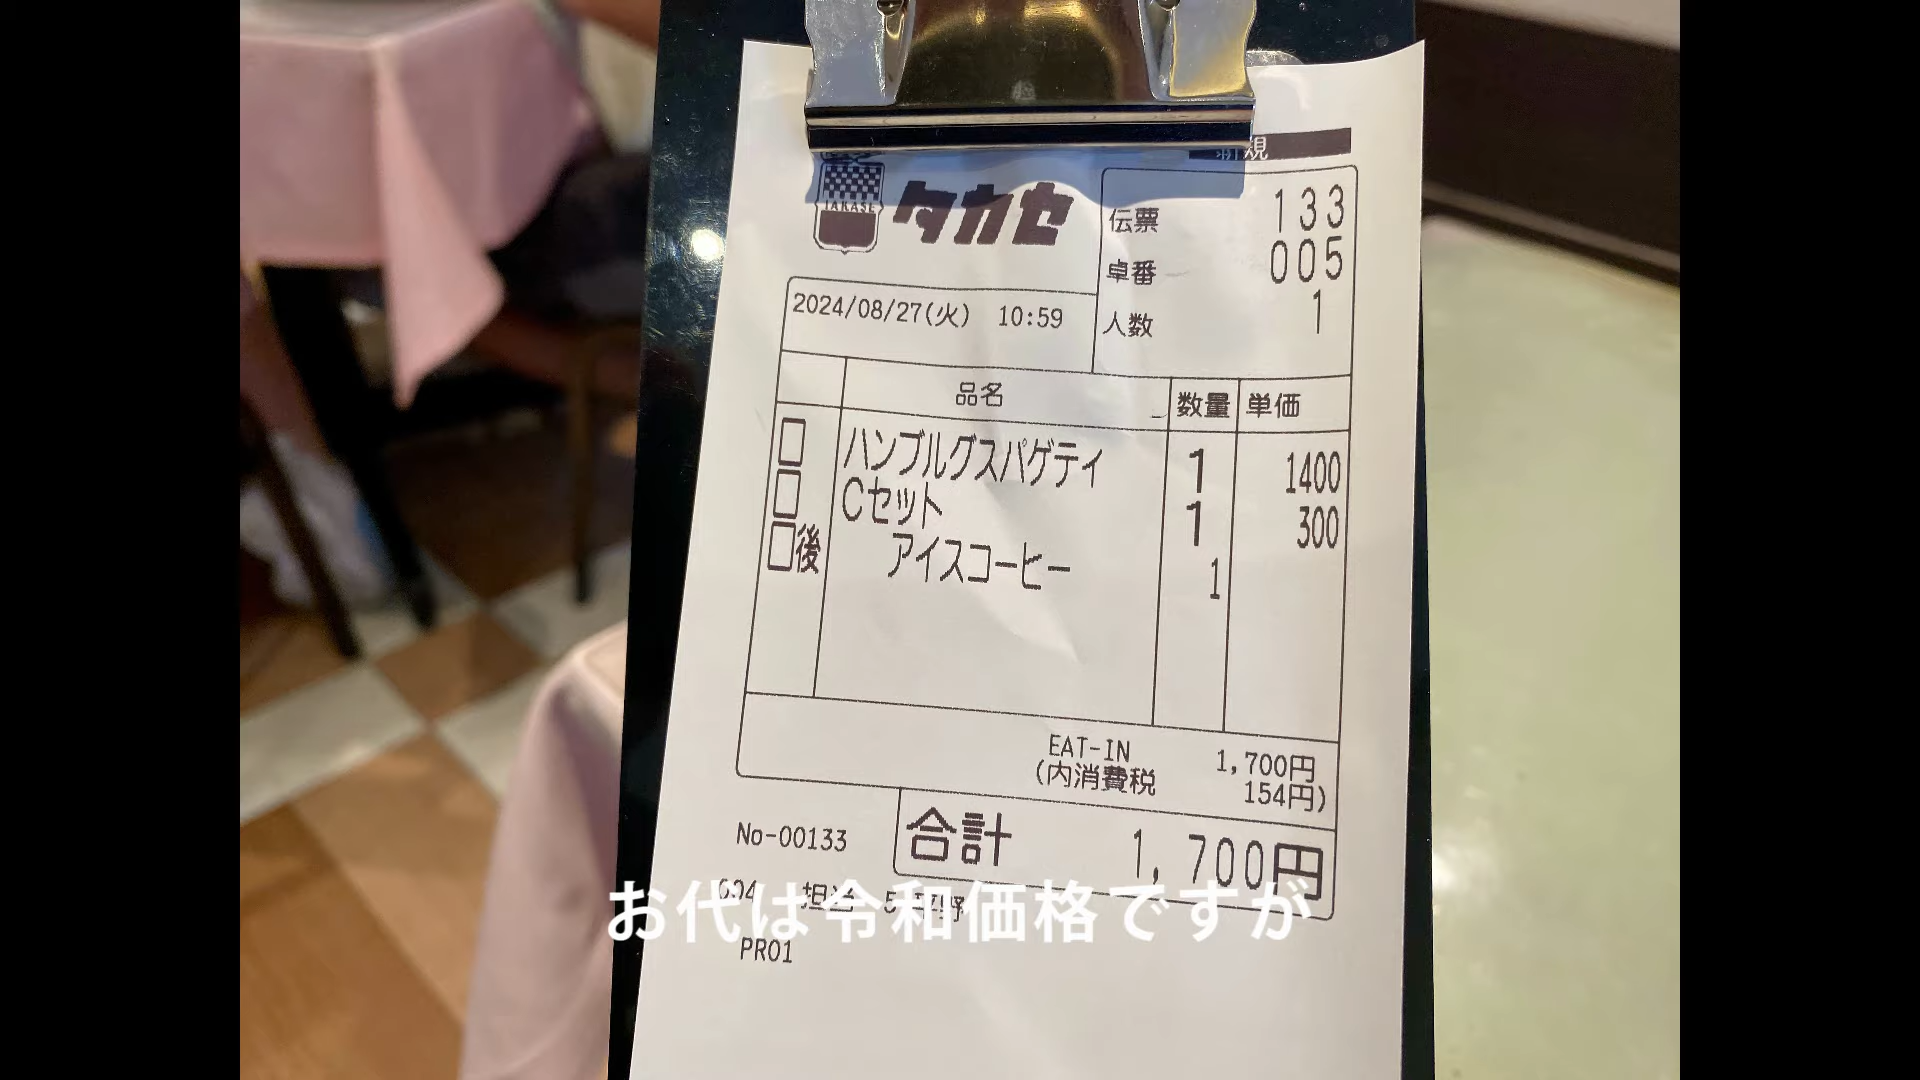 新規
TAKASE
タカセ
伝票 133
卓番 005
人数 1
2024/08/27(火) 10:59
品名 数量 単価
□ ハンブルグスパゲティ 1 1400
□ Cセット 1 300
□後 アイスコーヒー 1
EAT-IN 1,700円
(内消費税 154円)
合計 1,700円
No-00133
お代は令和価格ですが
PR01